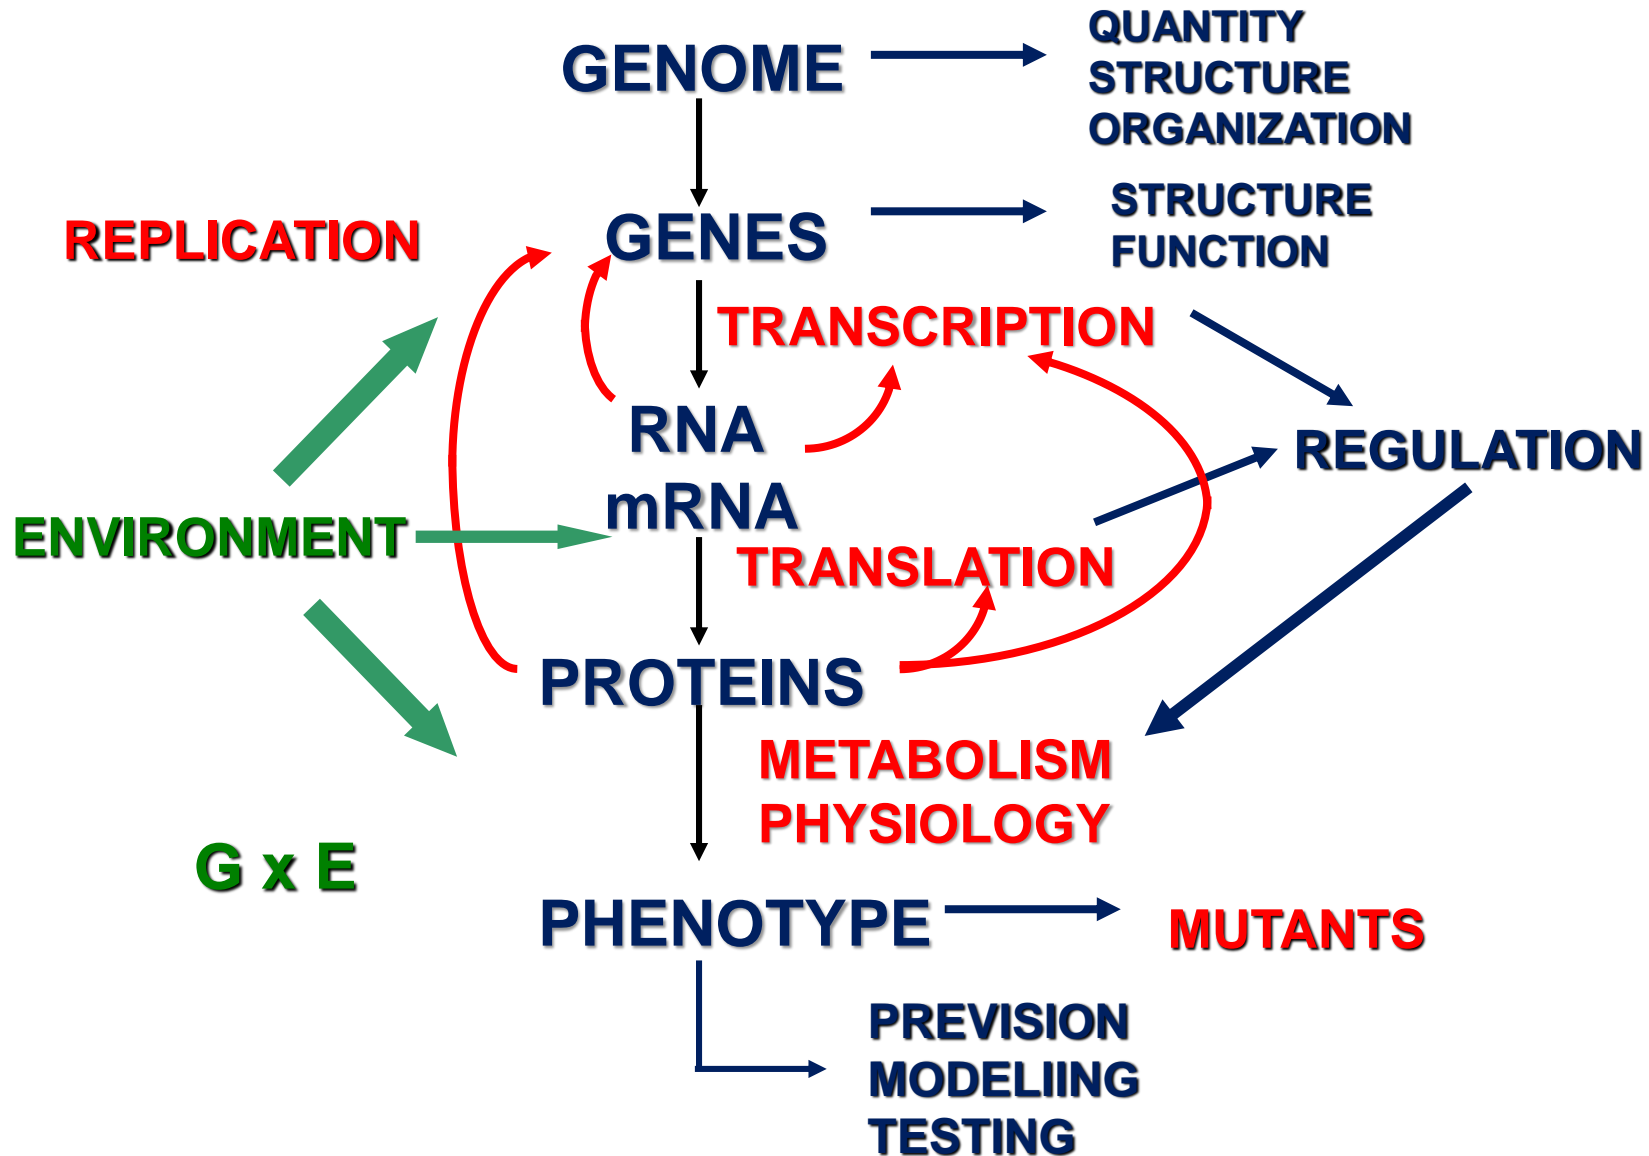 QUANTITY
GENOME
STRUCTURE
ORGANIZATION
STRUCTURE
REPLICATION
GENES
FUNCTION
TRANSCRIPTION
RNA
REGULATION
mRNA
ENVIRONMENT
TRANSLATION
PROTEINS
METABOLISM
PHYSIOLOGY
G x E
PHENOTYPE
MUTANTS
PREVISION
MODELIING
TESTING